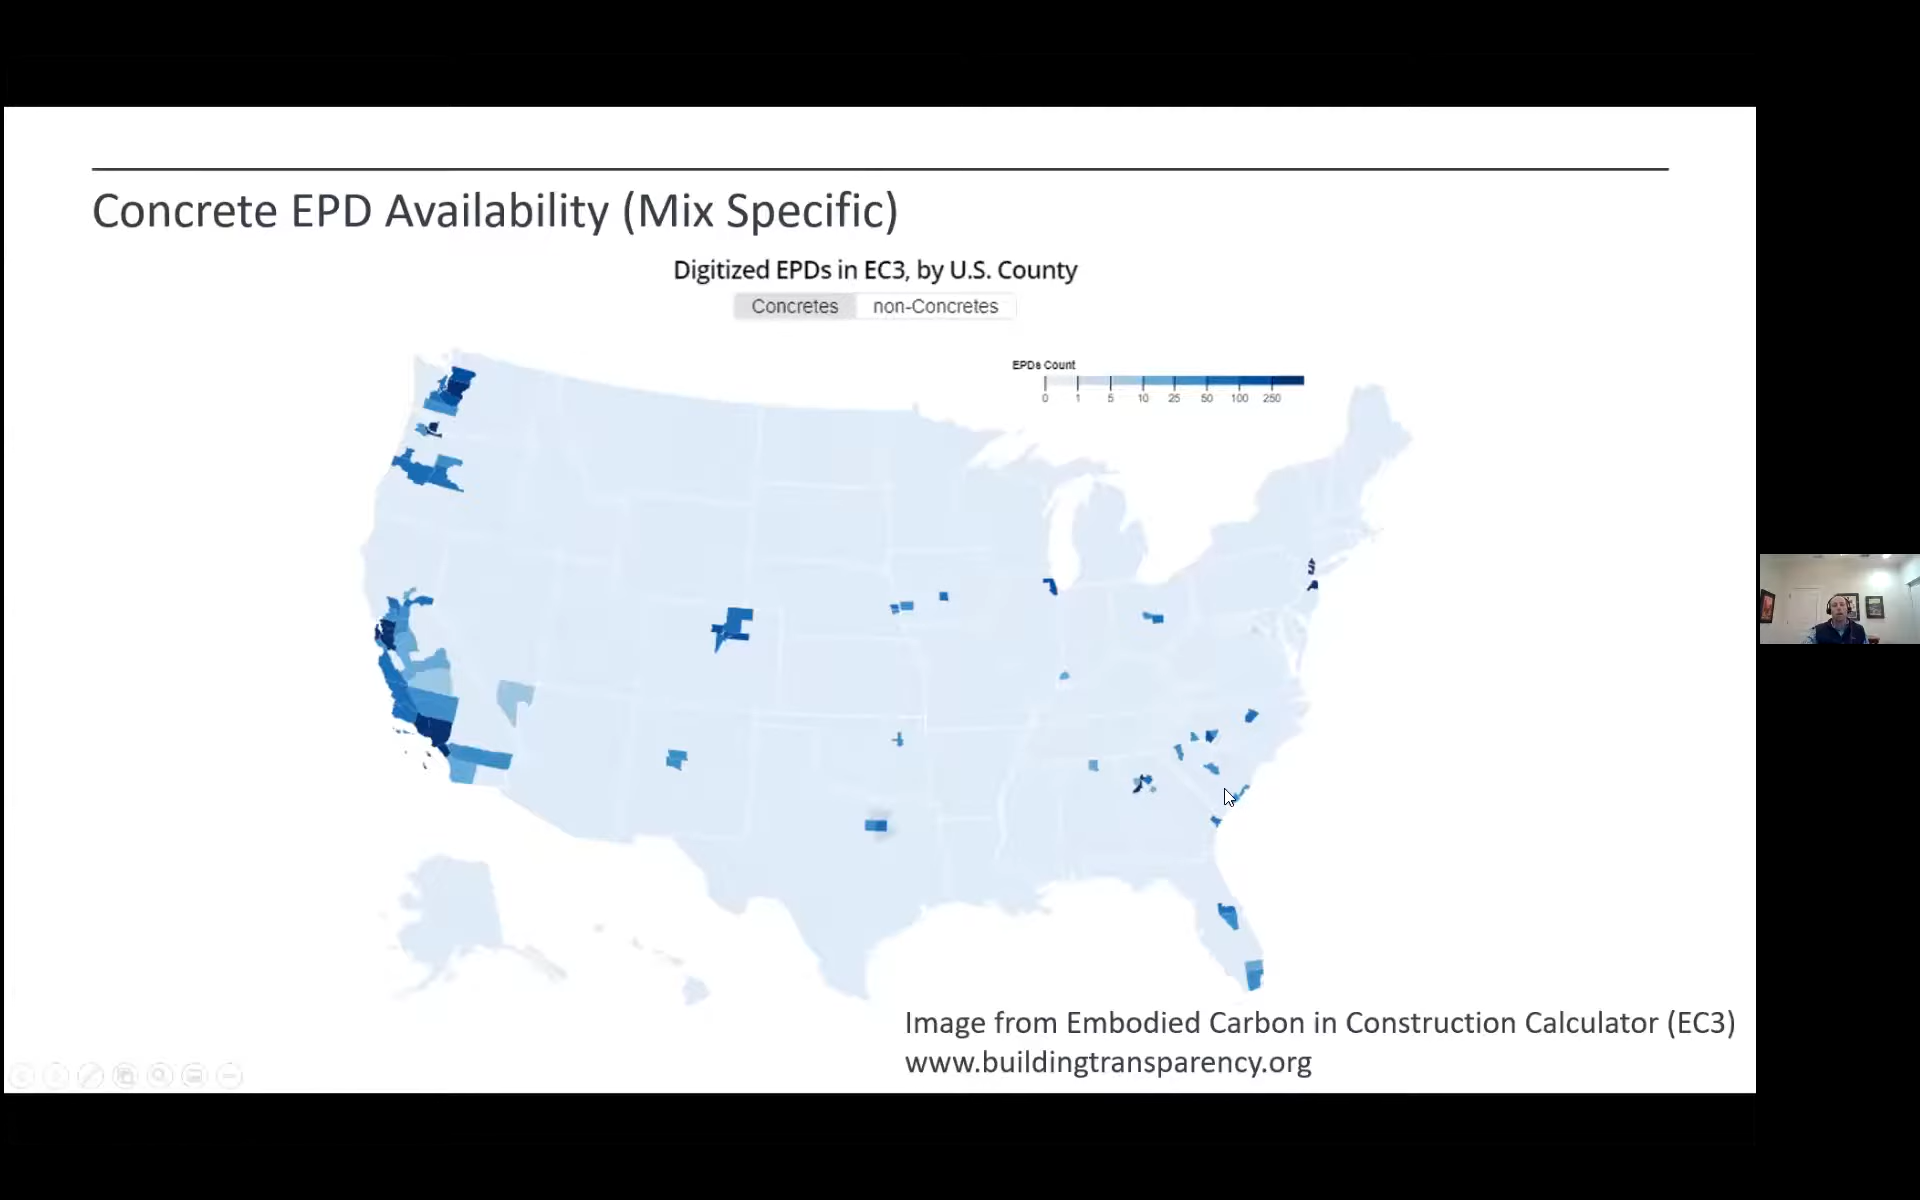 Concrete EPD Availability (Mix Specific)
Digitized EPDs in EC3, by U.S. County
Concretes non-Concretes
EPDs Count
0 1 5 10 25 50 100 250
Image from Embodied Carbon in Construction Calculator (EC3)
www.buildingtransparency.org